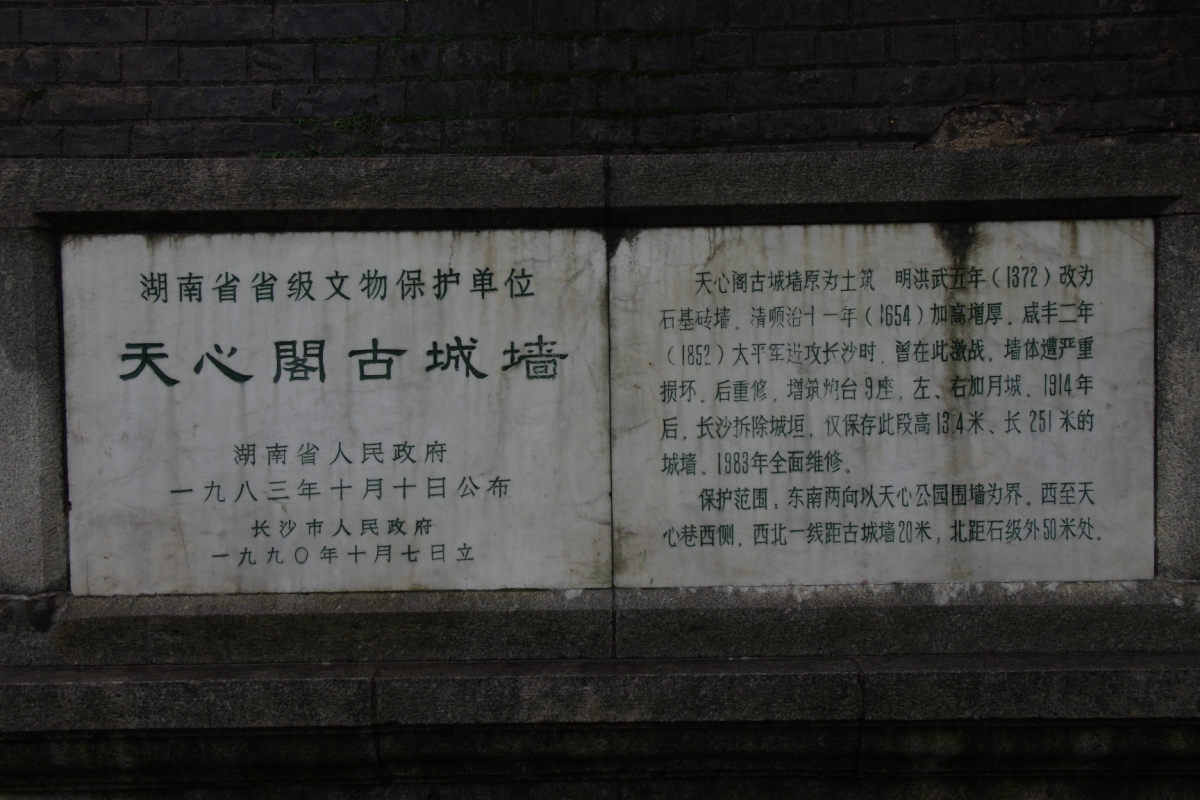 湖南省省级文物保护单位
天心閣古城墙
湖南省人民政府
一九八三年十月十日公布
长沙市人民政府
一九九〇年十月七日立
天心阁古城墙原为土筑 明洪武五年(1372)改为
石基砖墙．清顺治十一年(1654)加高增厚．咸丰二年
(1852)太平军进攻长沙时，曾在此激战，墙体遭严重
损坏．后重修，增筑炮台9座，左、右加月城．1914年
后，长沙拆除城垣，仅保存此段高13.4米、长251米的
城墙．1983年全面维修．
保护范围：东南两向以天心公园围墙为界．西至天
心巷西侧，西北一线距古城墙20米，北距石级外50米处．